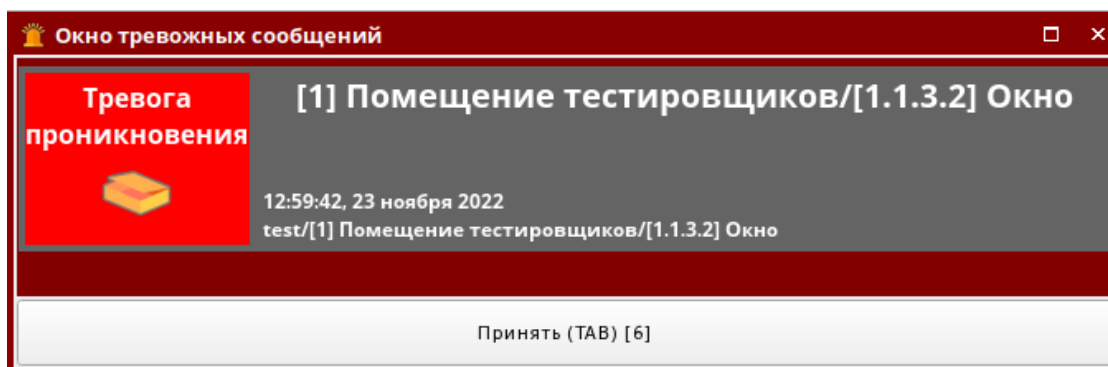 Окно тревожных сообщений
Тревога
проникновения
[1] Помещение тестировщиков/[1.1.3.2] Окно
12:59:42, 23 ноября 2022
test/[1] Помещение тестировщиков/[1.1.3.2] Окно
Принять (TAB) [6]